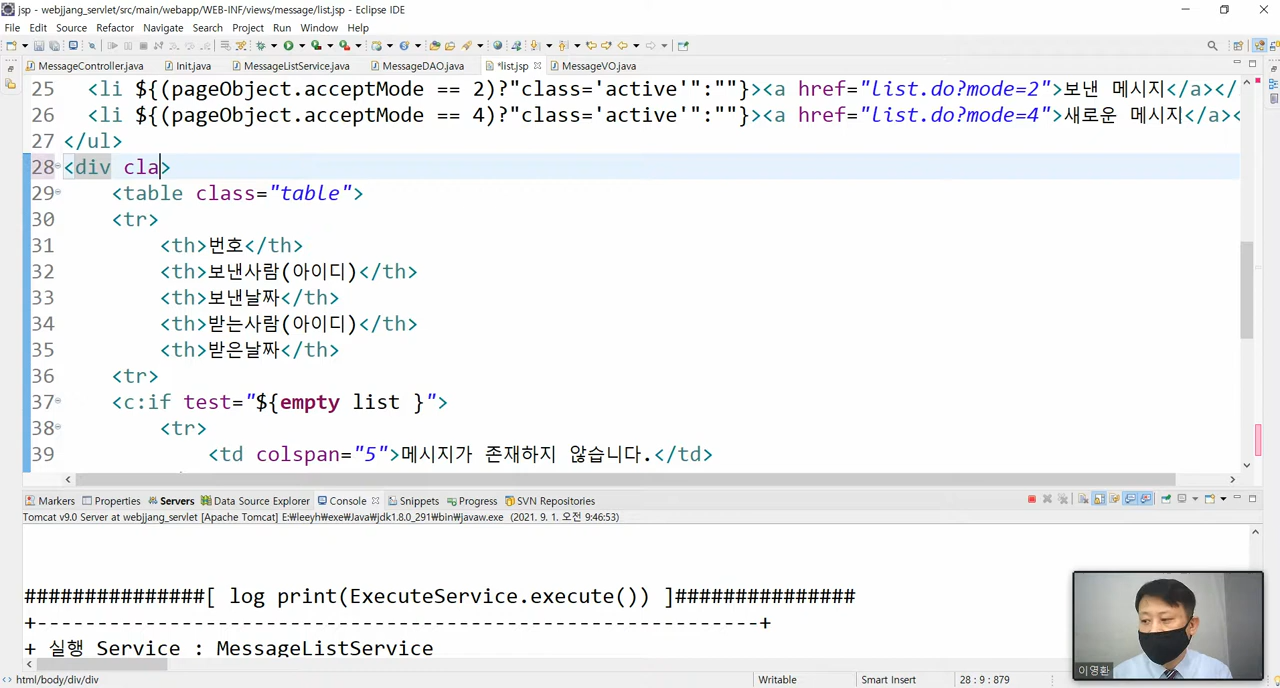 jsp - webjjang_servlet/src/main/webapp/WEB-INF/views/message/list.jsp - Eclipse IDE
File Edit Source Refactor Navigate Search Project Run Window Help
MessageController.java Init.java MessageListService.java MessageDAO.java *list.jsp MessageVO.java
25 <li ${(pageObject.acceptMode == 2)?"class='active'":""}><a href="list.do?mode=2">보낸 메시지</a></
26 <li ${(pageObject.acceptMode == 4)?"class='active'":""}><a href="list.do?mode=4">새로운 메시지</a><
27 </ul>
28 <div cla>
29 <table class="table">
30 <tr>
31 <th>번호</th>
32 <th>보낸사람(아이디)</th>
33 <th>보낸날짜</th>
34 <th>받는사람(아이디)</th>
35 <th>받은날짜</th>
36 <tr>
37 <c:if test="${empty list }">
38 <tr>
39 <td colspan="5">메시지가 존재하지 않습니다.</td>
Markers Properties Servers Data Source Explorer Console Snippets Progress SVN Repositories
Tomcat v9.0 Server at webjjang_servlet [Apache Tomcat] E:₩leeyh₩exe₩Java₩jdk1.8.0_291₩bin₩javaw.exe (2021. 9. 1. 오전 9:46:53)
###############[ log print(ExecuteService.execute()) ]###############
+------------------------------------------------------------+
+ 실행 Service : MessageListService
이영환
html/body/div/div Writable Smart Insert 28 : 9 : 879